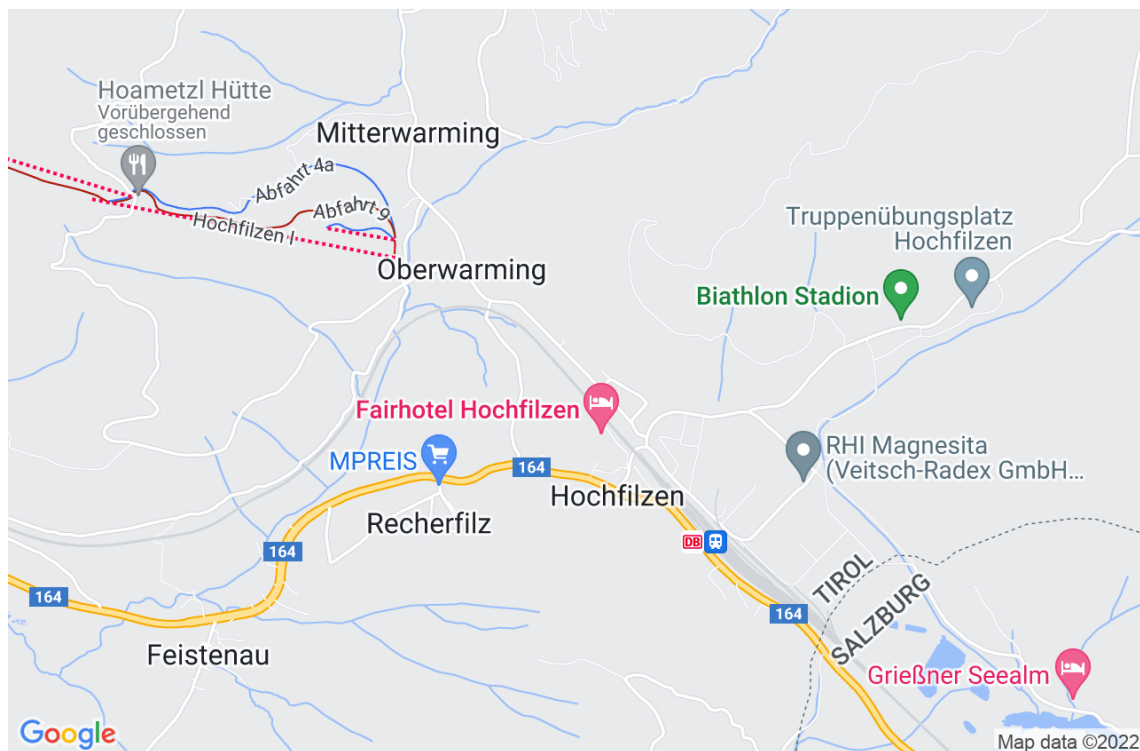 Hoametzl Hütte
Vorübergehend
geschlossen
Mitterwarming
Abfahrt 4a
Abfahrt 9
Hochfilzen I
Oberwarming
Truppenübungsplatz
Hochfilzen
Biathlon Stadion
Fairhotel Hochfilzen
MPREIS
164
RHI Magnesita
(Veitsch-Radex GmbH...
Hochfilzen
Recherfilz
DB
164
TIROL
SALZBURG
164
164
Feistenau
Grießner Seealm
Google
Map data ©2022